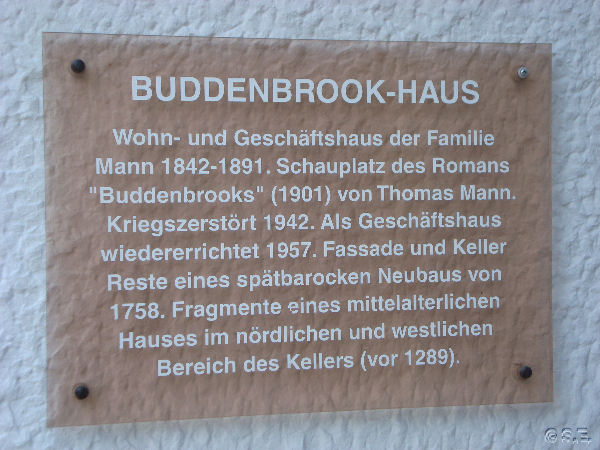 BUDDENBROOK-HAUS
Wohn- und Geschäftshaus der Familie
Mann 1842-1891. Schauplatz des Romans
"Buddenbrooks" (1901) von Thomas Mann.
Kriegszerstört 1942. Als Geschäftshaus
wiedererrichtet 1957. Fassade und Keller
Reste eines spätbarocken Neubaus von
1758. Fragmente eines mittelalterlichen
Hauses im nördlichen und westlichen
Bereich des Kellers (vor 1289).
© S.E.